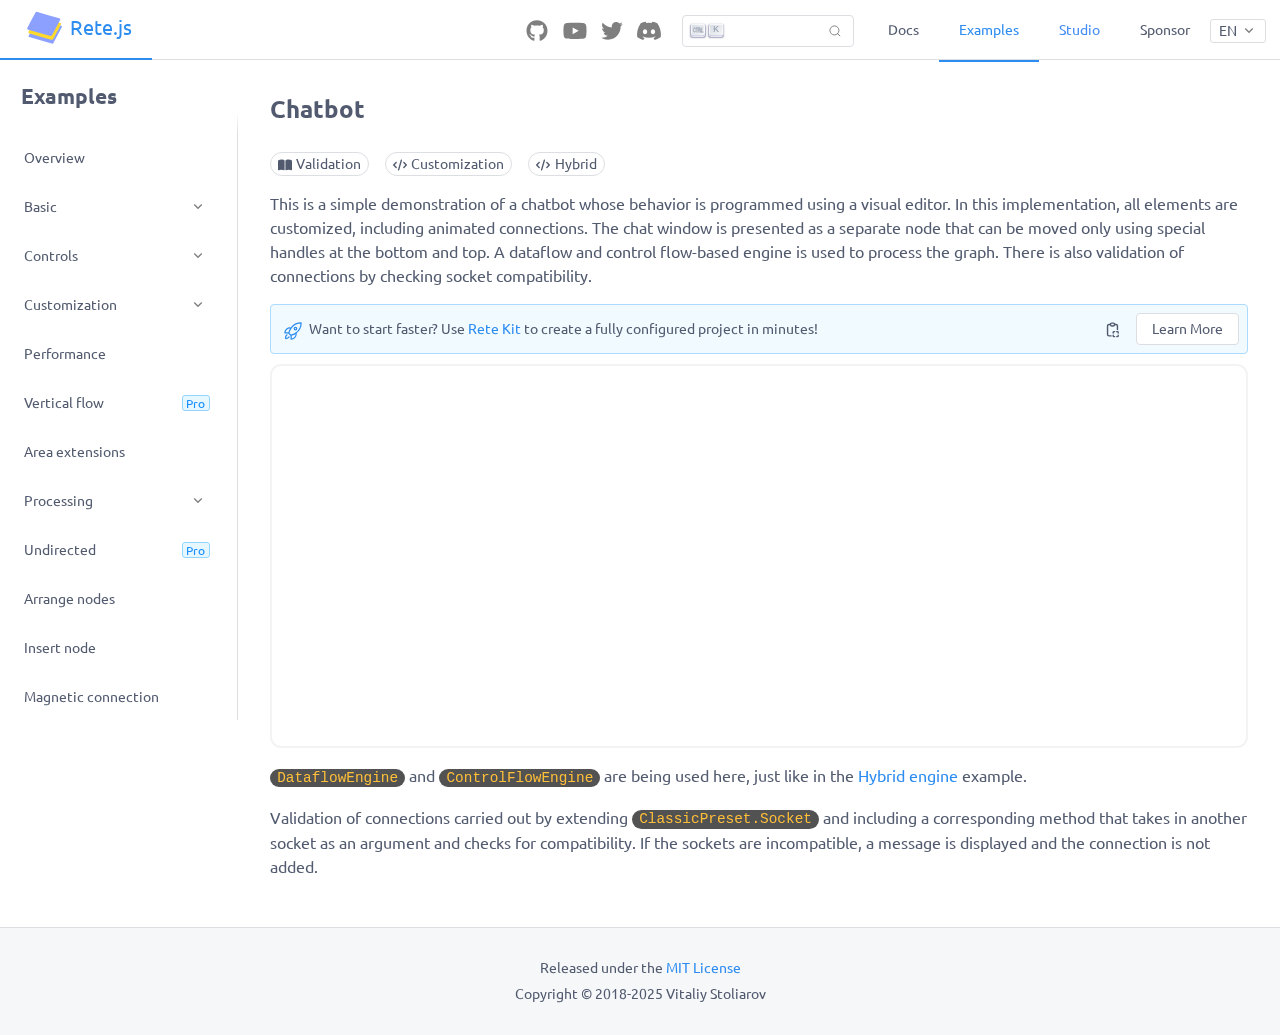 Rete.js
K
Docs
Examples
Studio
Sponsor
EN
Examples
Overview
Basic
Controls
Customization
Performance
Vertical flow
Pro
Area extensions
Processing
Undirected
Pro
Arrange nodes
Insert node
Magnetic connection
Chatbot
Validation
Customization
Hybrid
This is a simple demonstration of a chatbot whose behavior is programmed using a visual editor. In this implementation, all elements are
customized, including animated connections. The chat window is presented as a separate node that can be moved only using special
handles at the bottom and top. A dataflow and control flow-based engine is used to process the graph. There is also validation of
connections by checking socket compatibility.
Want to start faster? Use Rete Kit to create a fully configured project in minutes!
Learn More
DataflowEngine and ControlFlowEngine are being used here, just like in the Hybrid engine example.
Validation of connections carried out by extending ClassicPreset.Socket and including a corresponding method that takes in another
socket as an argument and checks for compatibility. If the sockets are incompatible, a message is displayed and the connection is not
added.
Released under the MIT License
Copyright © 2018-2025 Vitaliy Stoliarov